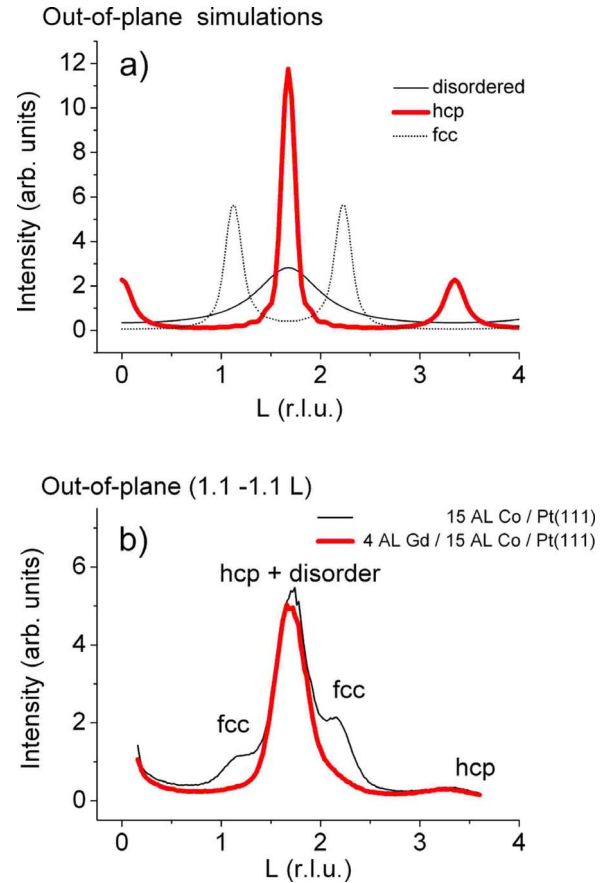 Out-of-plane simulations
a)
disordered
hcp
fcc
12
10
8
6
4
2
0
Intensity (arb. units)
0 1 2 3 4
L (r.l.u.)
Out-of-plane (1.1 -1.1 L)
b)
15 AL Co / Pt(111)
4 AL Gd / 15 AL Co / Pt(111)
hcp + disorder
fcc
fcc
hcp
6
4
2
0
Intensity (arb. units)
0 1 2 3 4
L (r.l.u.)